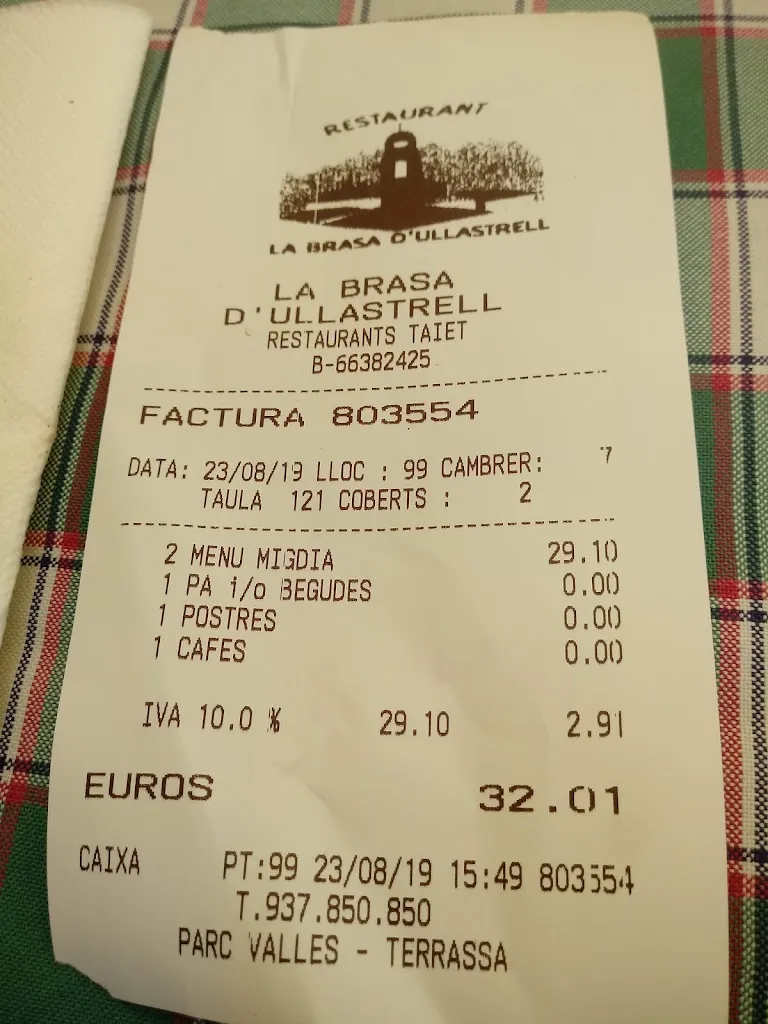 RESTAURANT
LA BRASA D'ULLASTRELL
LA BRASA
D'ULLASTRELL
RESTAURANTS TAIET
B-66382425
FACTURA 803554
DATA: 23/08/19 LLOC : 99 CAMBRER: 7
TAULA 121 COBERTS : 2
2 MENU MIGDIA 29.10
1 PA i/o BEGUDES 0.00
1 POSTRES 0.00
1 CAFES 0.00
IVA 10.0 % 29.10 2.91
EUROS 32.01
CAIXA PT:99 23/08/19 15:49 803554
T.937.850.850
PARC VALLES - TERRASSA